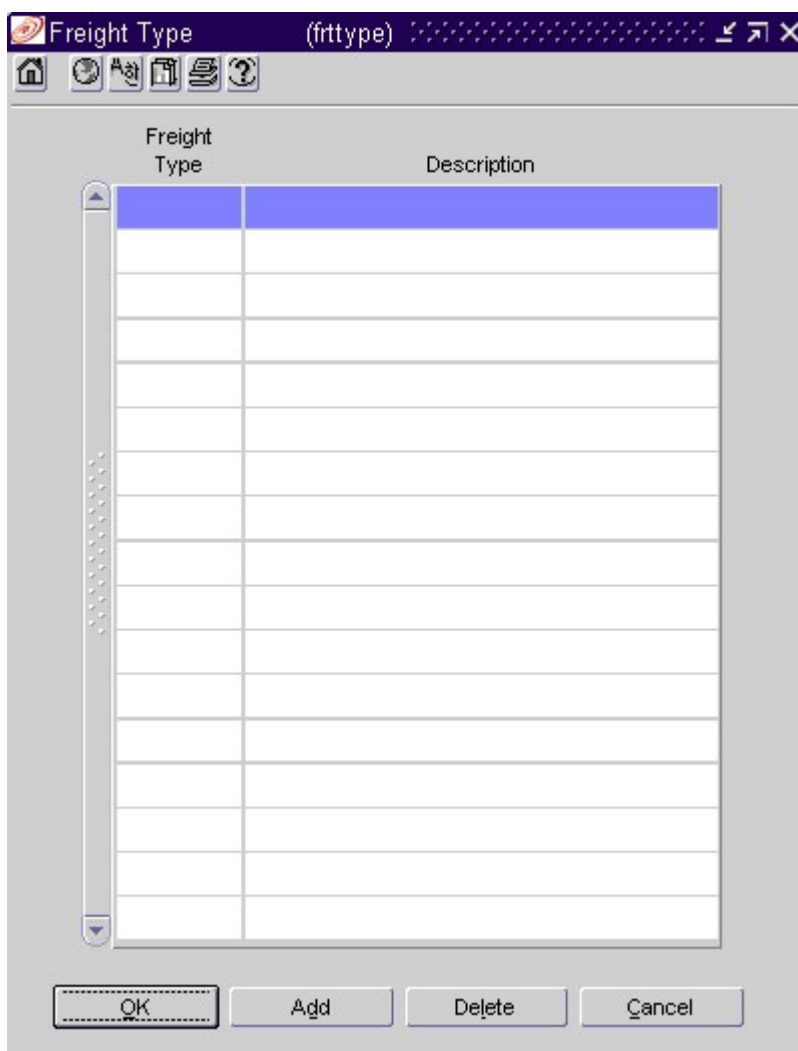 Freight Type (frttype)
Freight
Type
Description
OK Add Delete Cancel